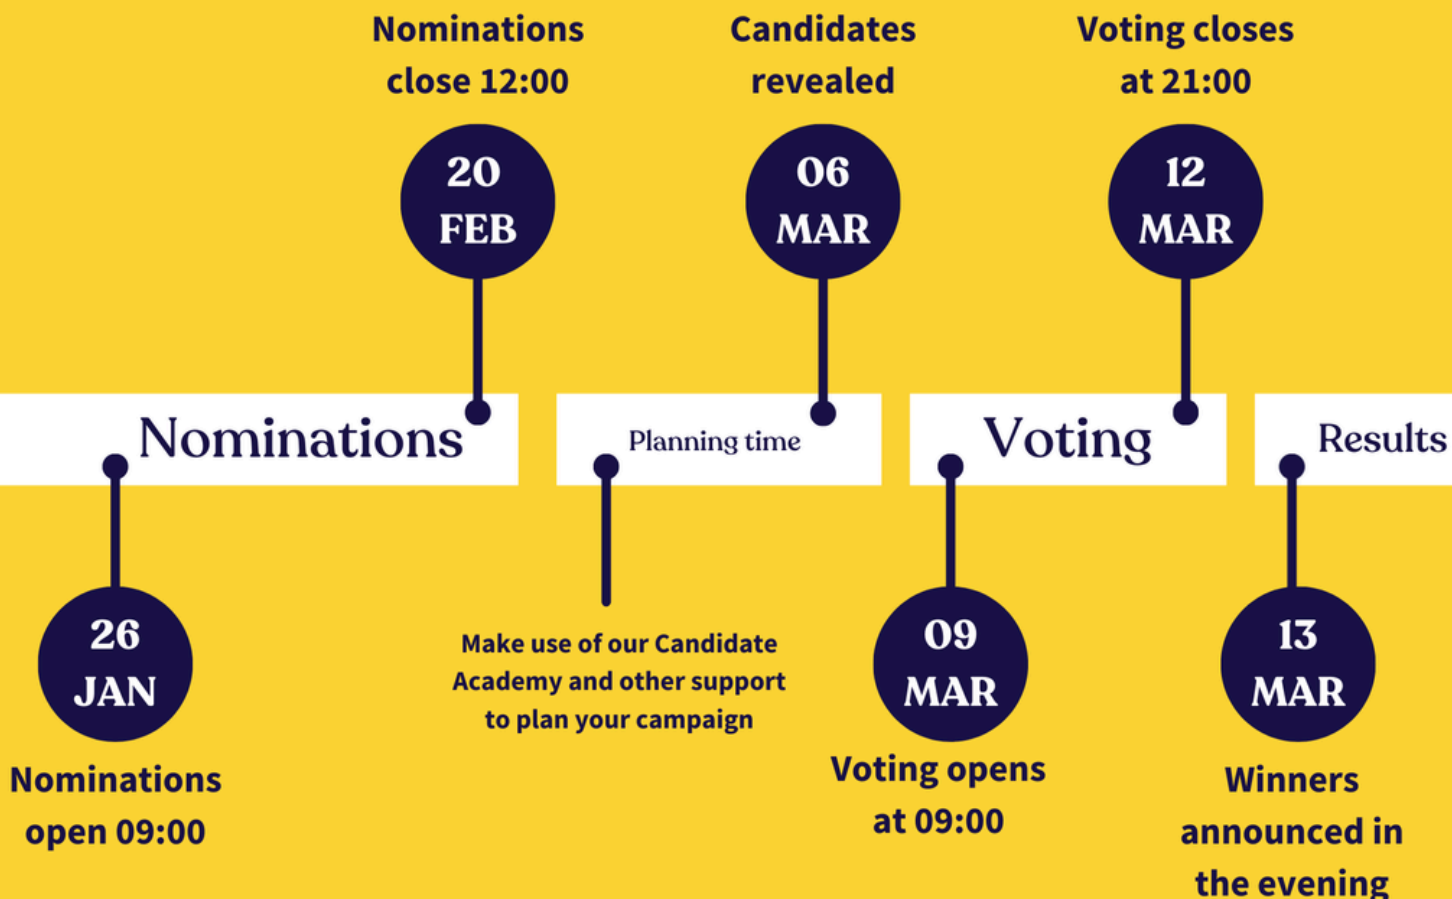 Nominations
close 12:00
Candidates
revealed
Voting closes
at 21:00
20
FEB
06
MAR
12
MAR
Nominations
Planning time
Voting
Results
26
JAN
Nominations
open 09:00
Make use of our Candidate
Academy and other support
to plan your campaign
09
MAR
Voting opens
at 09:00
13
MAR
Winners
announced in
the evening